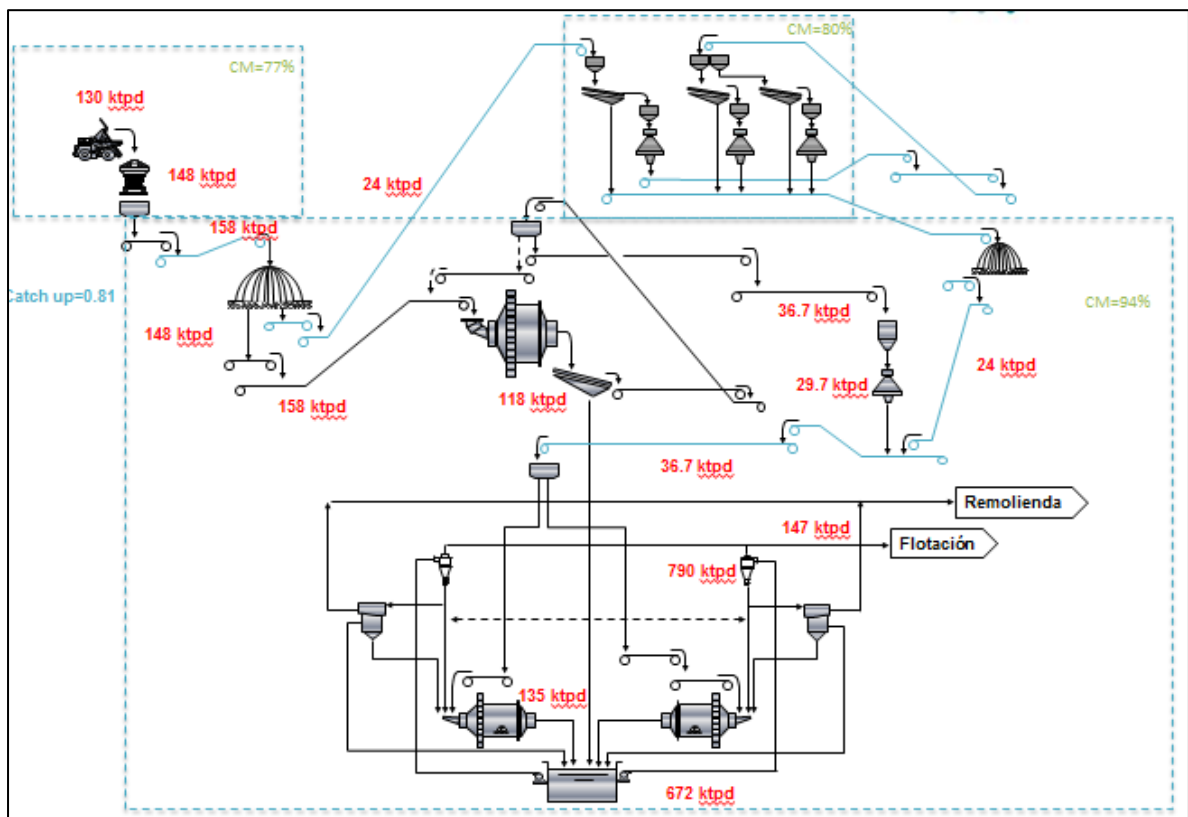 CM=77%
CM=80%
130 ktpd
148 ktpd
24 ktpd
158 ktpd
Catch up=0.81
CM=94%
36.7 ktpd
148 ktpd
24 ktpd
29.7 ktpd
118 ktpd
158 ktpd
36.7 ktpd
Remolienda
147 ktpd
Flotación
790 ktpd
135 ktpd
672 ktpd